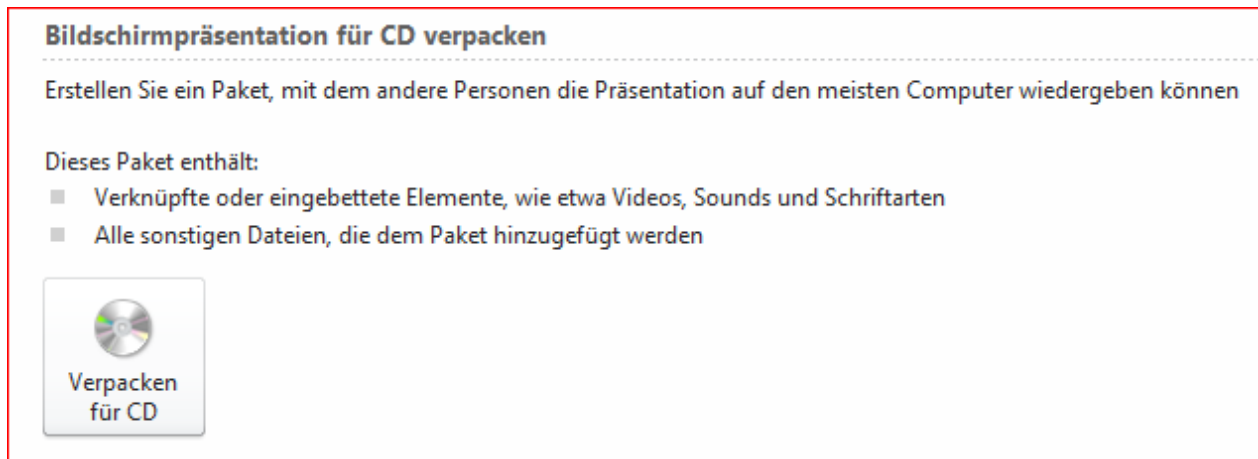 Bildschirmpräsentation für CD verpacken
Erstellen Sie ein Paket, mit dem andere Personen die Präsentation auf den meisten Computer wiedergeben können
Dieses Paket enthält:
Verknüpfte oder eingebettete Elemente, wie etwa Videos, Sounds und Schriftarten
Alle sonstigen Dateien, die dem Paket hinzugefügt werden
Verpacken
für CD